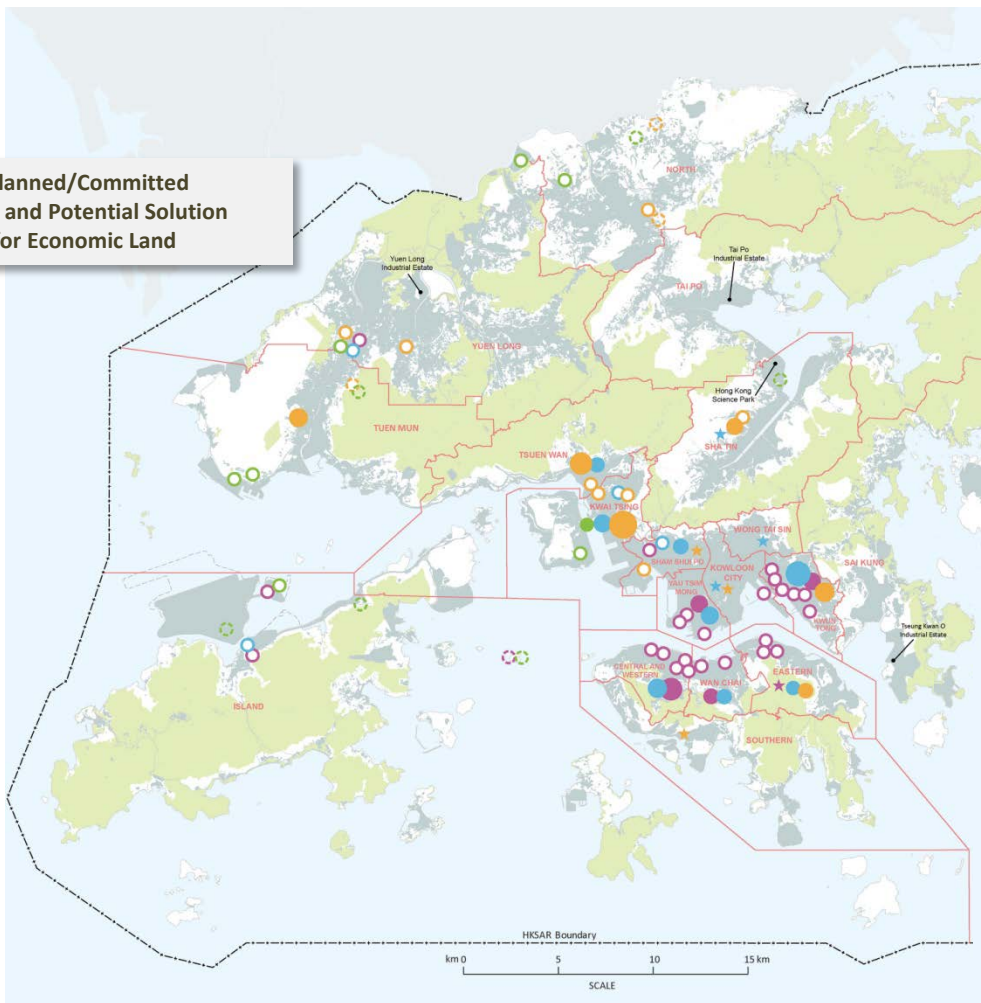 lanned/Committed
and Potential Solution
or Economic Land
NORTH
Yuen Long
Industrial Estate
Tai Po
Industrial Estate
TAI PO
YUEN LONG
Hong Kong
Science Park
TUEN MUN
SHA TIN
TSUEN WAN
KWAI TSING
WONG TAI SIN
SHAM SHUI PO
KOWLOON
CITY
SAI KUNG
YAU TSIM
MONG
KWUN
TONG
Tseung Kwan O
Industrial Estate
CENTRAL AND
WESTERN
WAN CHAI
EASTERN
ISLAND
SOUTHERN
HKSAR Boundary
km 0 5 10 15 km
SCALE